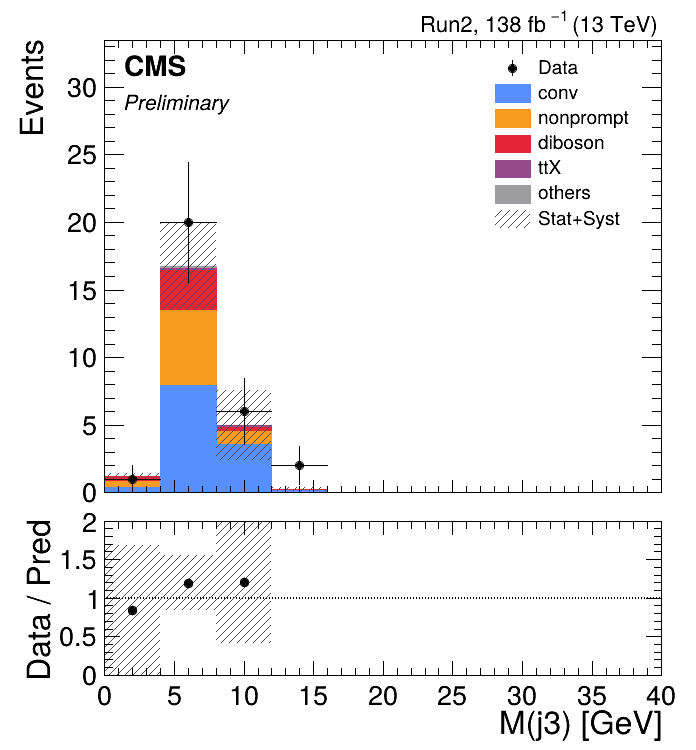 Run2, 138 fb⁻¹ (13 TeV)
CMS
Preliminary
Events
30
25
20
15
10
5
0
Data
conv
nonprompt
diboson
ttX
others
Stat+Syst
Data / Pred
2
1.5
1
0.5
0
0 5 10 15 20 25 30 35 40
M(j3) [GeV]